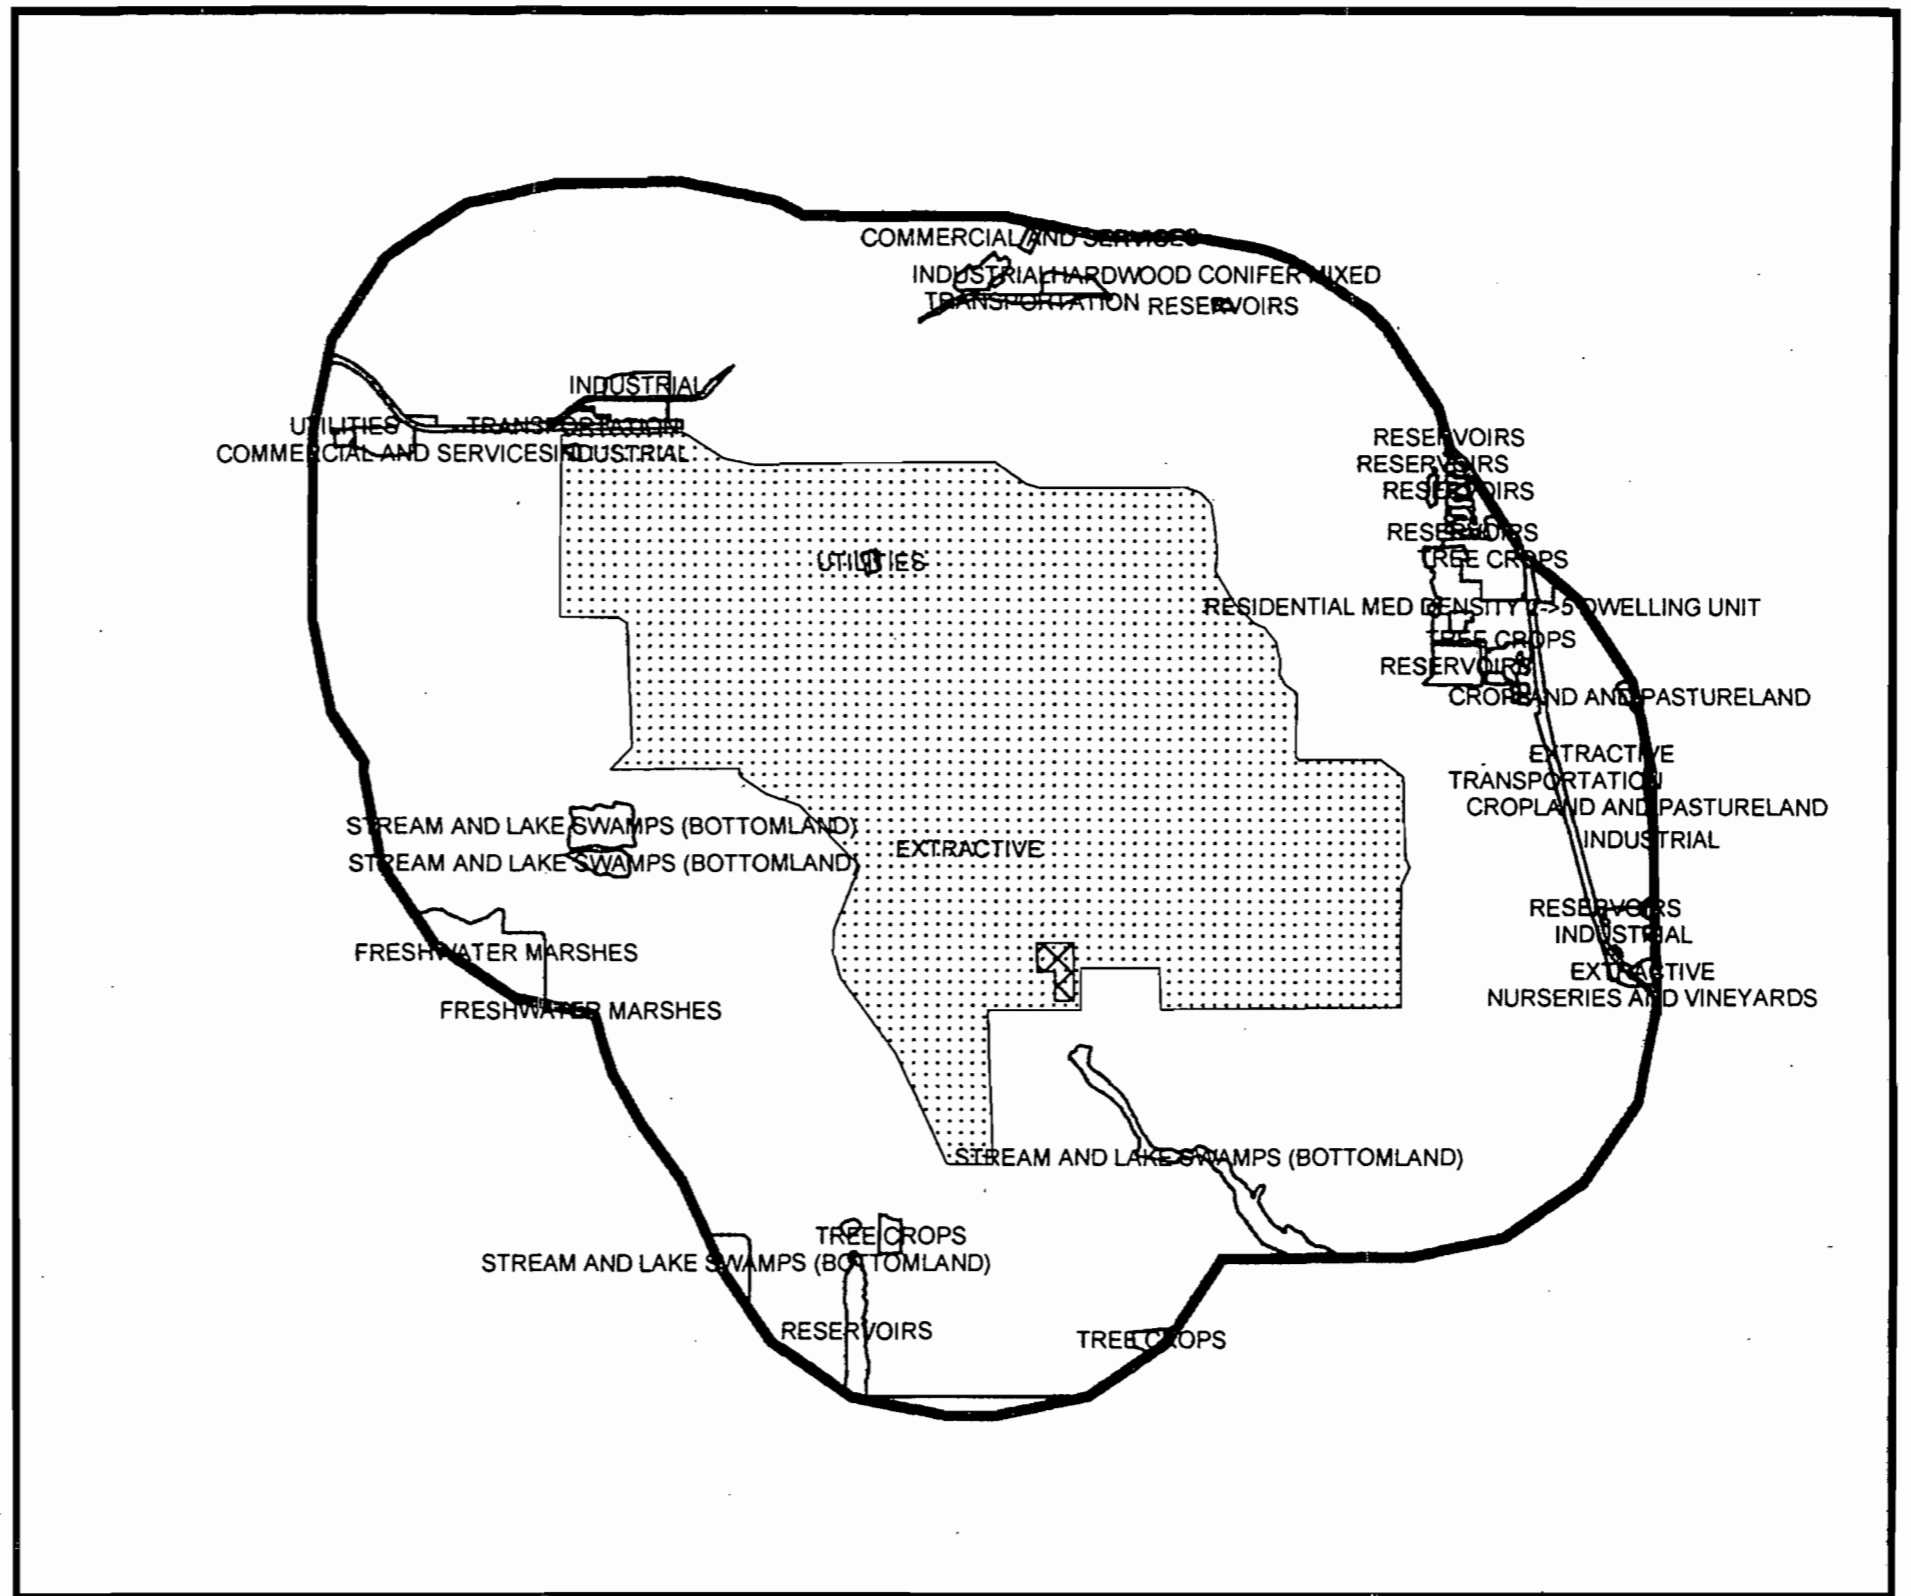 COMMERCIAL AND SERVICES
INDUSTRIAL HARDWOOD CONIFER MIXED
TRANSPORTATION RESERVOIRS
INDUSTRIAL
UTILITIES TRANSPORTATION
COMMERCIAL AND SERVICES INDUSTRIAL
RESERVOIRS
RESERVOIRS
RESERVOIRS
RESERVOIRS
TREE CROPS
UTILITIES
RESIDENTIAL MED DENSITY 2->5 DWELLING UNIT
TREE CROPS
RESERVOIRS
CROPLAND AND PASTURELAND
EXTRACTIVE
TRANSPORTATION
CROPLAND AND PASTURELAND
INDUSTRIAL
STREAM AND LAKE SWAMPS (BOTTOMLAND)
EXTRACTIVE
STREAM AND LAKE SWAMPS (BOTTOMLAND)
RESERVOIRS
INDUSTRIAL
FRESHWATER MARSHES
EXTRACTIVE
NURSERIES AND VINEYARDS
FRESHWATER MARSHES
STREAM AND LAKE SWAMPS (BOTTOMLAND)
TREE CROPS
STREAM AND LAKE SWAMPS (BOTTOMLAND)
RESERVOIRS
TREE CROPS